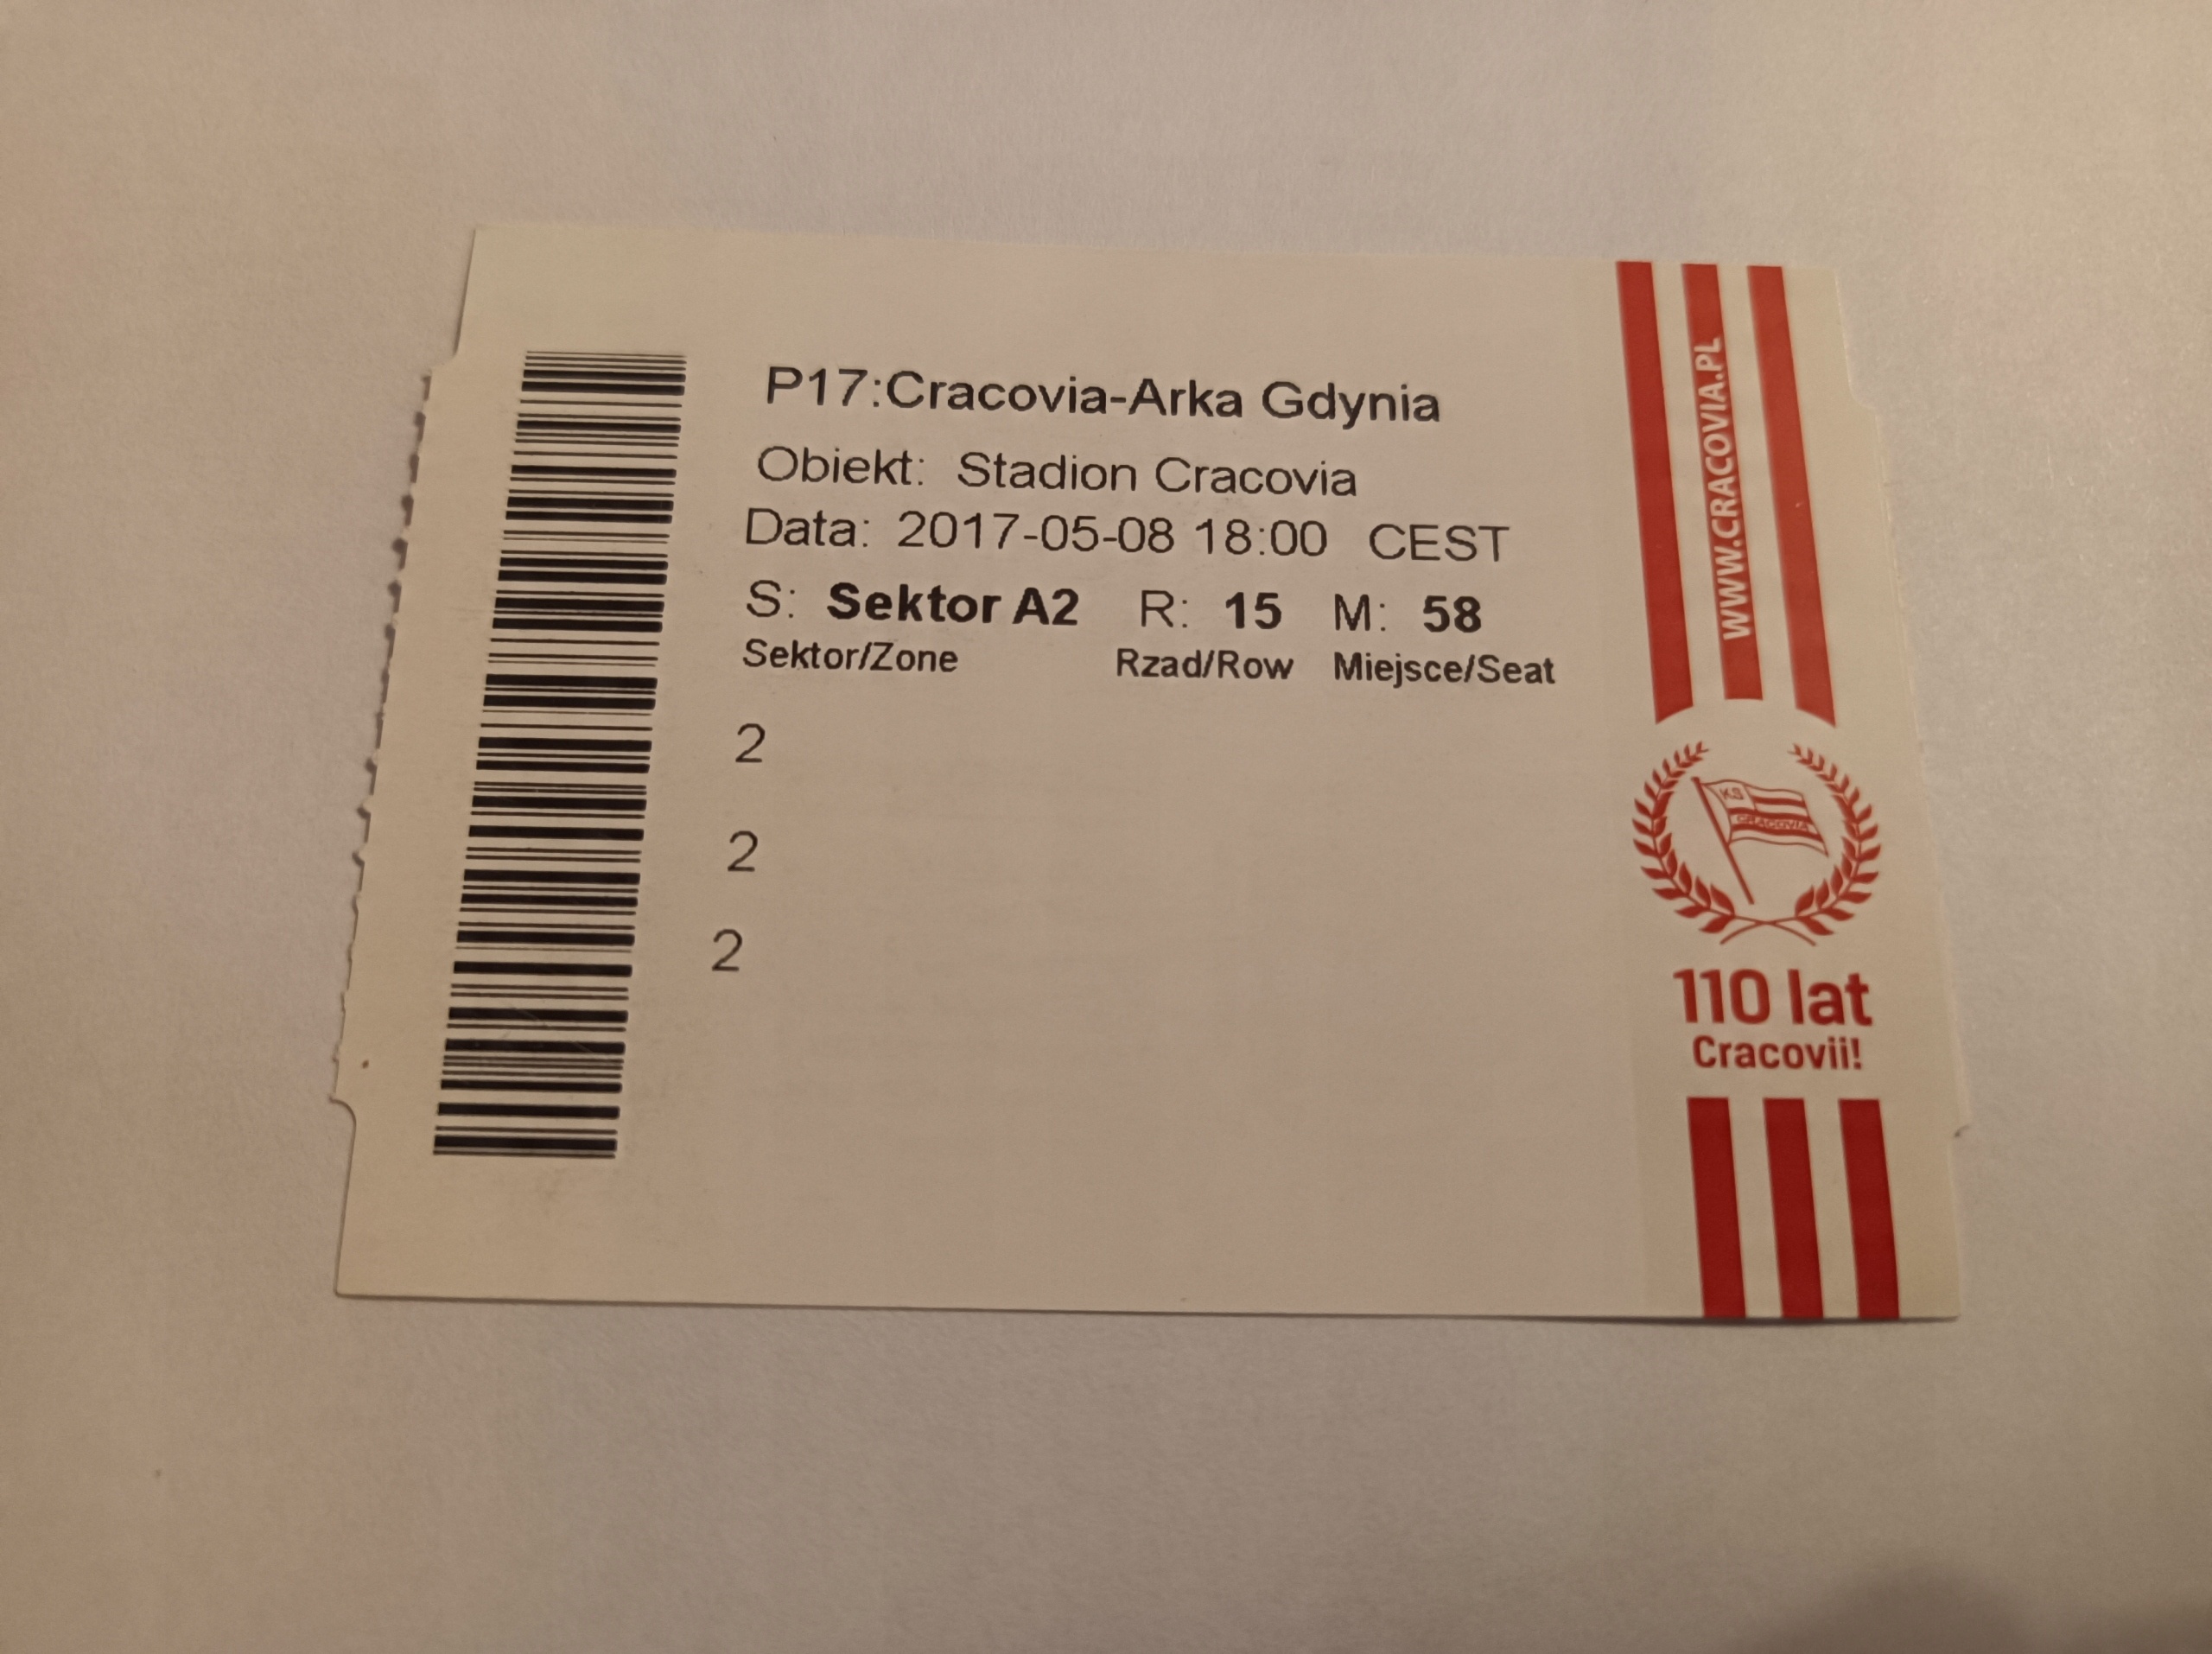 P17:Cracovia-Arka Gdynia
Obiekt: Stadion Cracovia
Data: 2017-05-08 18:00 CEST
S: Sektor A2 R: 15 M: 58
Sektor/Zone Rzad/Row Miejsce/Seat
2
2
2
WWW.CRACOVIA.PL
KS
CRACOVIA
110 lat
Cracovii!